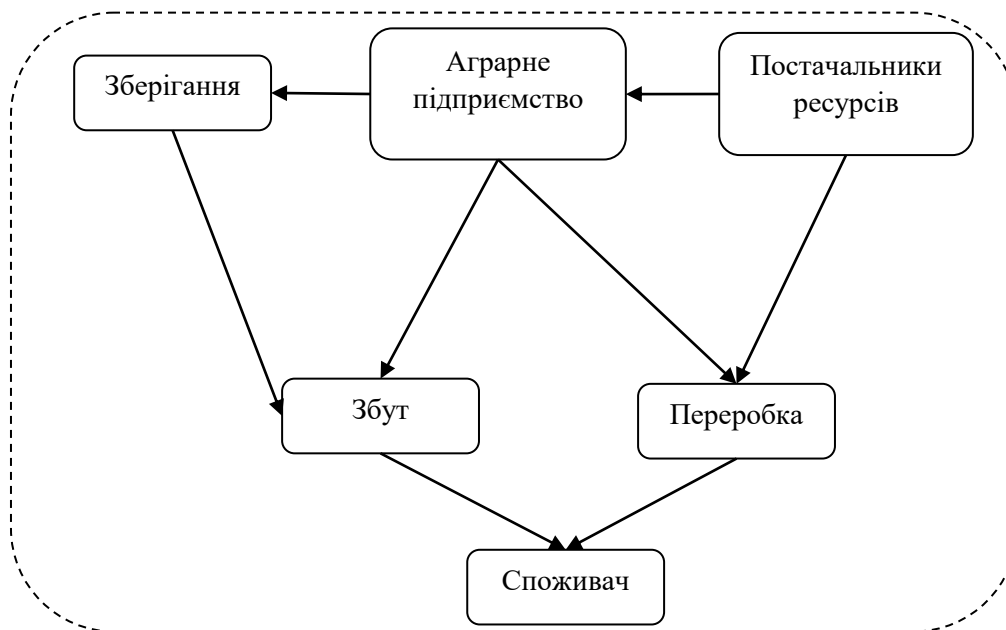 Зберігання
Аграрне
підприємство
Постачальники
ресурсів
Збут
Переробка
Споживач